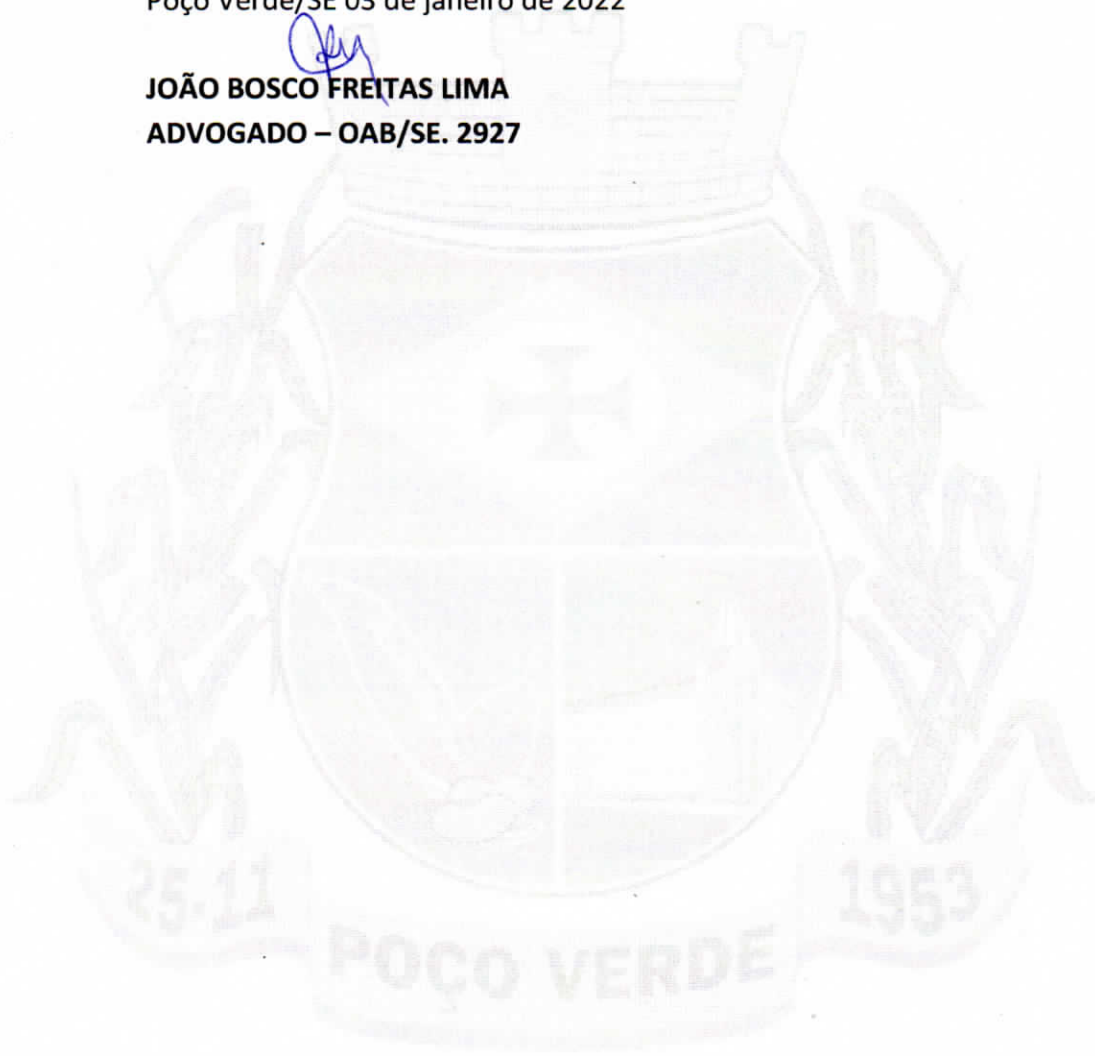 Poço Verde/SE 03 de janeiro de 2022
JOÃO BOSCO FREITAS LIMA
ADVOGADO – OAB/SE. 2927
25-11
1953
POÇO VERDE